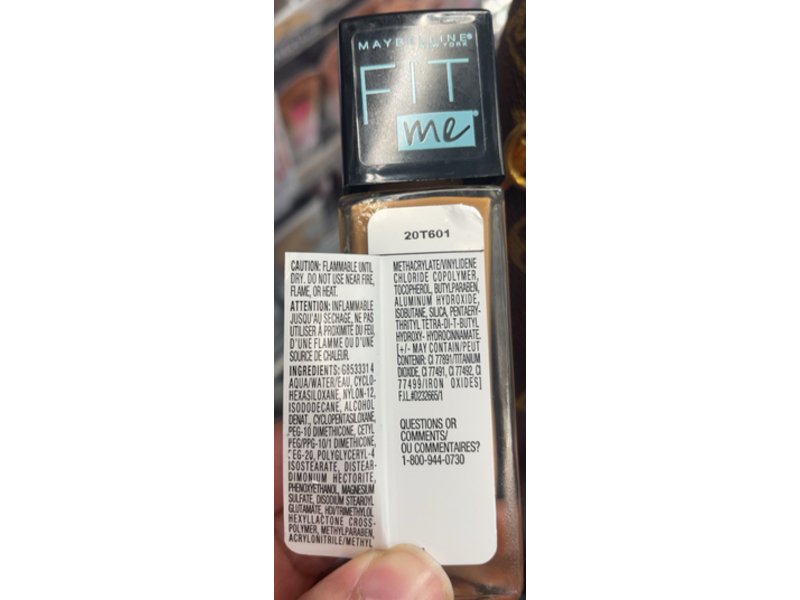 MAYBELLINE®
NEW YORK
FIT
me®
20T601
CAUTION: FLAMMABLE UNTIL
DRY. DO NOT USE NEAR FIRE,
FLAME, OR HEAT.
ATTENTION: INFLAMMABLE
JUSQU'AU SECHAGE, NE PAS
UTILISER À PROXIMITÉ DU FEU,
D'UNE FLAMME OU D'UNE
SOURCE DE CHALEUR.
INGREDIENTS: G8533314
AQUA/WATER/EAU, CYCLO-
HEXASILOXANE, NYLON-12,
ISODODECANE, ALCOHOL
DENAT., CYCLOPENTASILOXANE,
PEG-10 DIMETHICONE, CETYL
PEG/PPG-10/1 DIMETHICONE,
PEG-20, POLYGLYCERYL-4
ISOSTEARATE, DISTEAR-
DIMONIUM HECTORITE,
PHENOXYETHANOL, MAGNESIUM
SULFATE, DISODIUM STEAROYL
GLUTAMATE, HDI/TRIMETHYLOL
HEXYLLACTONE CROSS-
POLYMER, METHYLPARABEN,
ACRYLONITRILE/METHYL
METHACRYLATE/VINYLIDENE
CHLORIDE COPOLYMER,
TOCOPHEROL, BUTYLPARABEN,
ALUMINUM HYDROXIDE,
ISOBUTANE, SILICA, PENTAERY-
THRITYL TETRA-DI-T-BUTYL
HYDROXY- HYDROCINNAMATE.
[+/- MAY CONTAIN/PEUT
CONTENIR: CI 77891/TITANIUM
DIOXIDE, CI 77491, CI 77492, CI
77499/IRON OXIDES]
F.I.L.#D232665/1
QUESTIONS OR
COMMENTS/
OU COMMENTAIRES?
1-800-944-0730